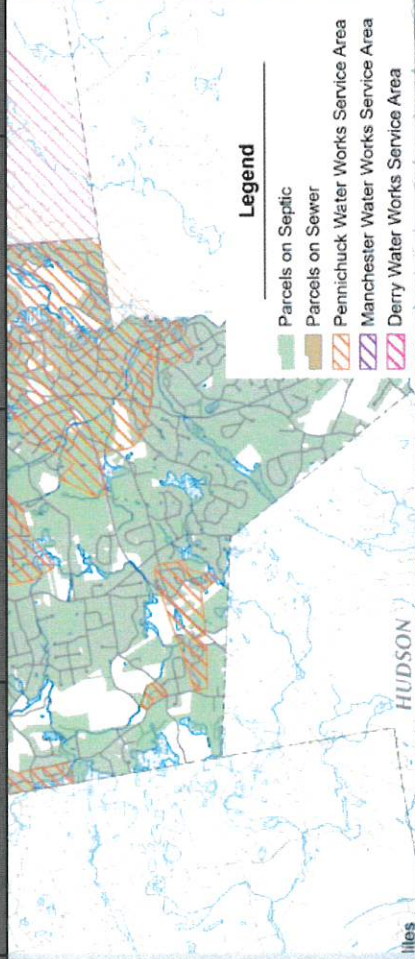 Legend
Parcels on Septic
Parcels on Sewer
Pennichuck Water Works Service Area
Manchester Water Works Service Area
Derry Water Works Service Area
HUDSON